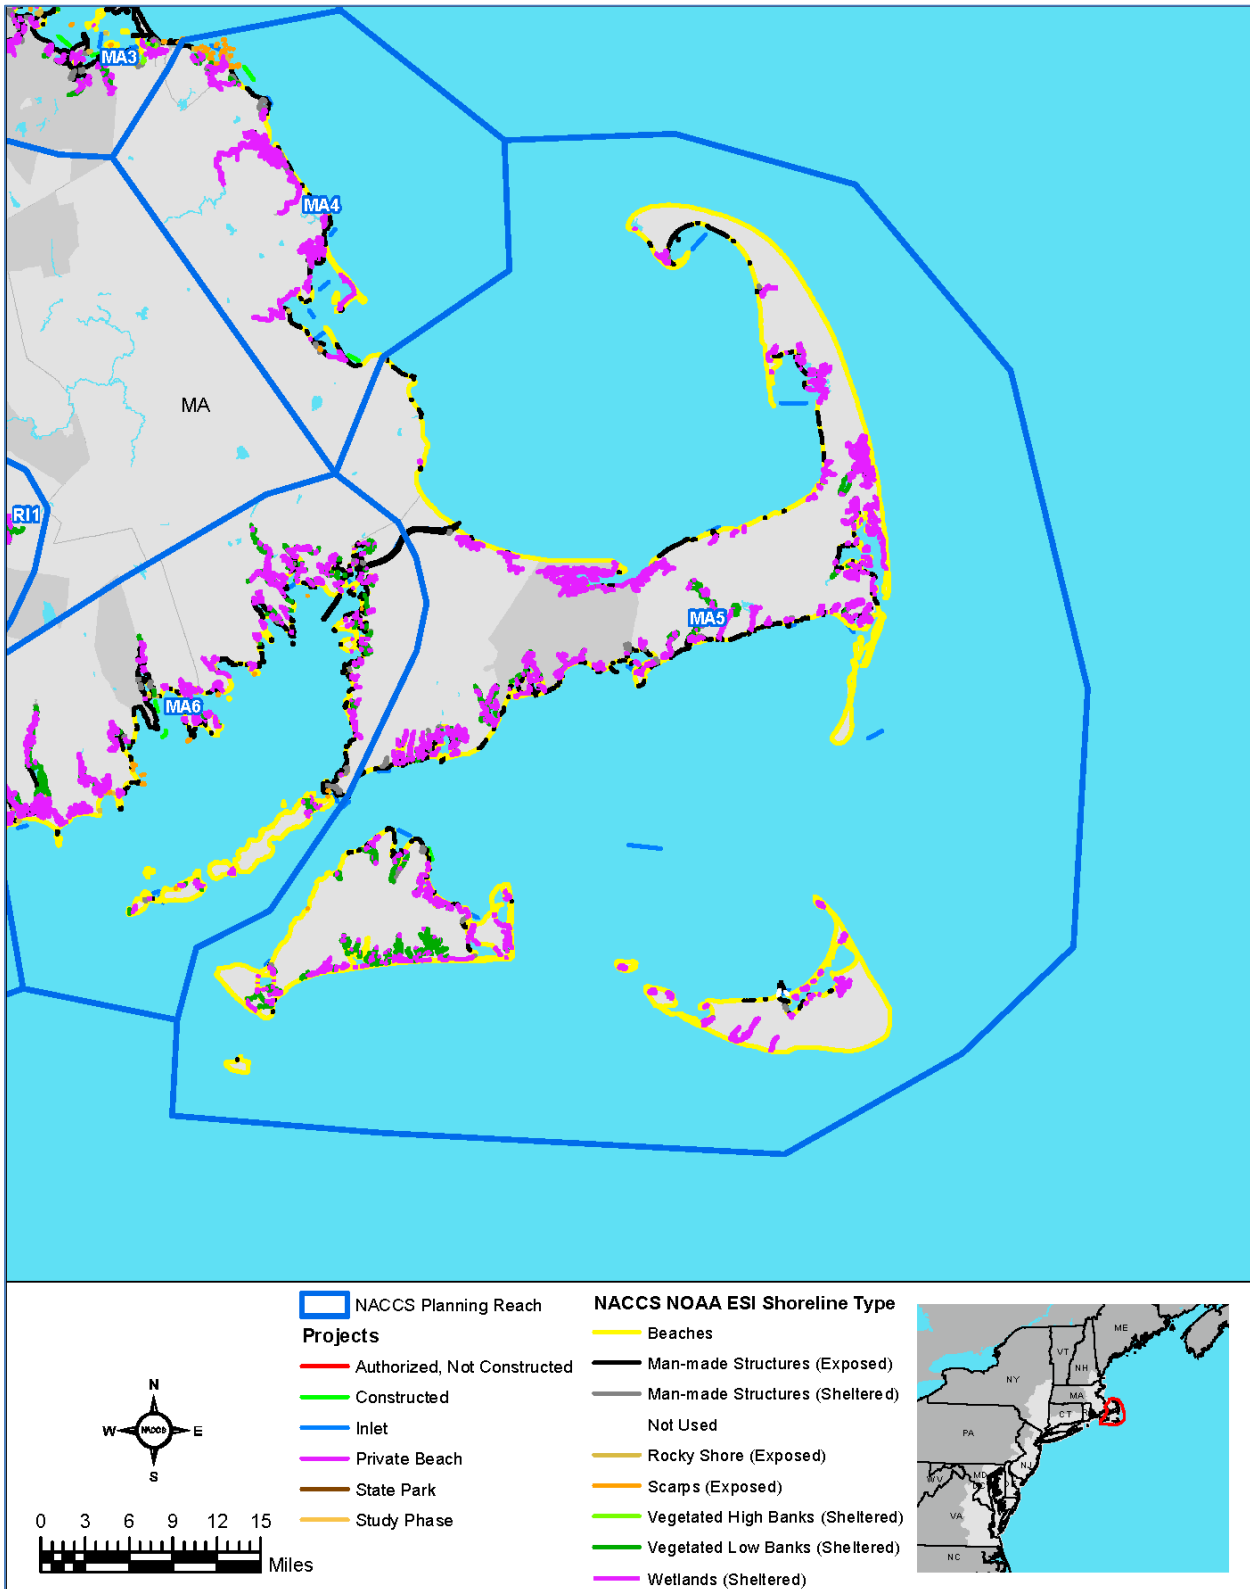 MA3
MA4
MA
RI1
MA5
MA6
NACCS Planning Reach
Projects
Authorized, Not Constructed
Constructed
Inlet
Private Beach
State Park
Study Phase
NACCS NOAA ESI Shoreline Type
Beaches
Man-made Structures (Exposed)
Man-made Structures (Sheltered)
Not Used
Rocky Shore (Exposed)
Scarps (Exposed)
Vegetated High Banks (Sheltered)
Vegetated Low Banks (Sheltered)
Wetlands (Sheltered)
N
W
NACCS
E
S
0 3 6 9 12 15
Miles
ME
VT
NH
NY
MA
CT
PA
NJ
MD
WV
VA
NC